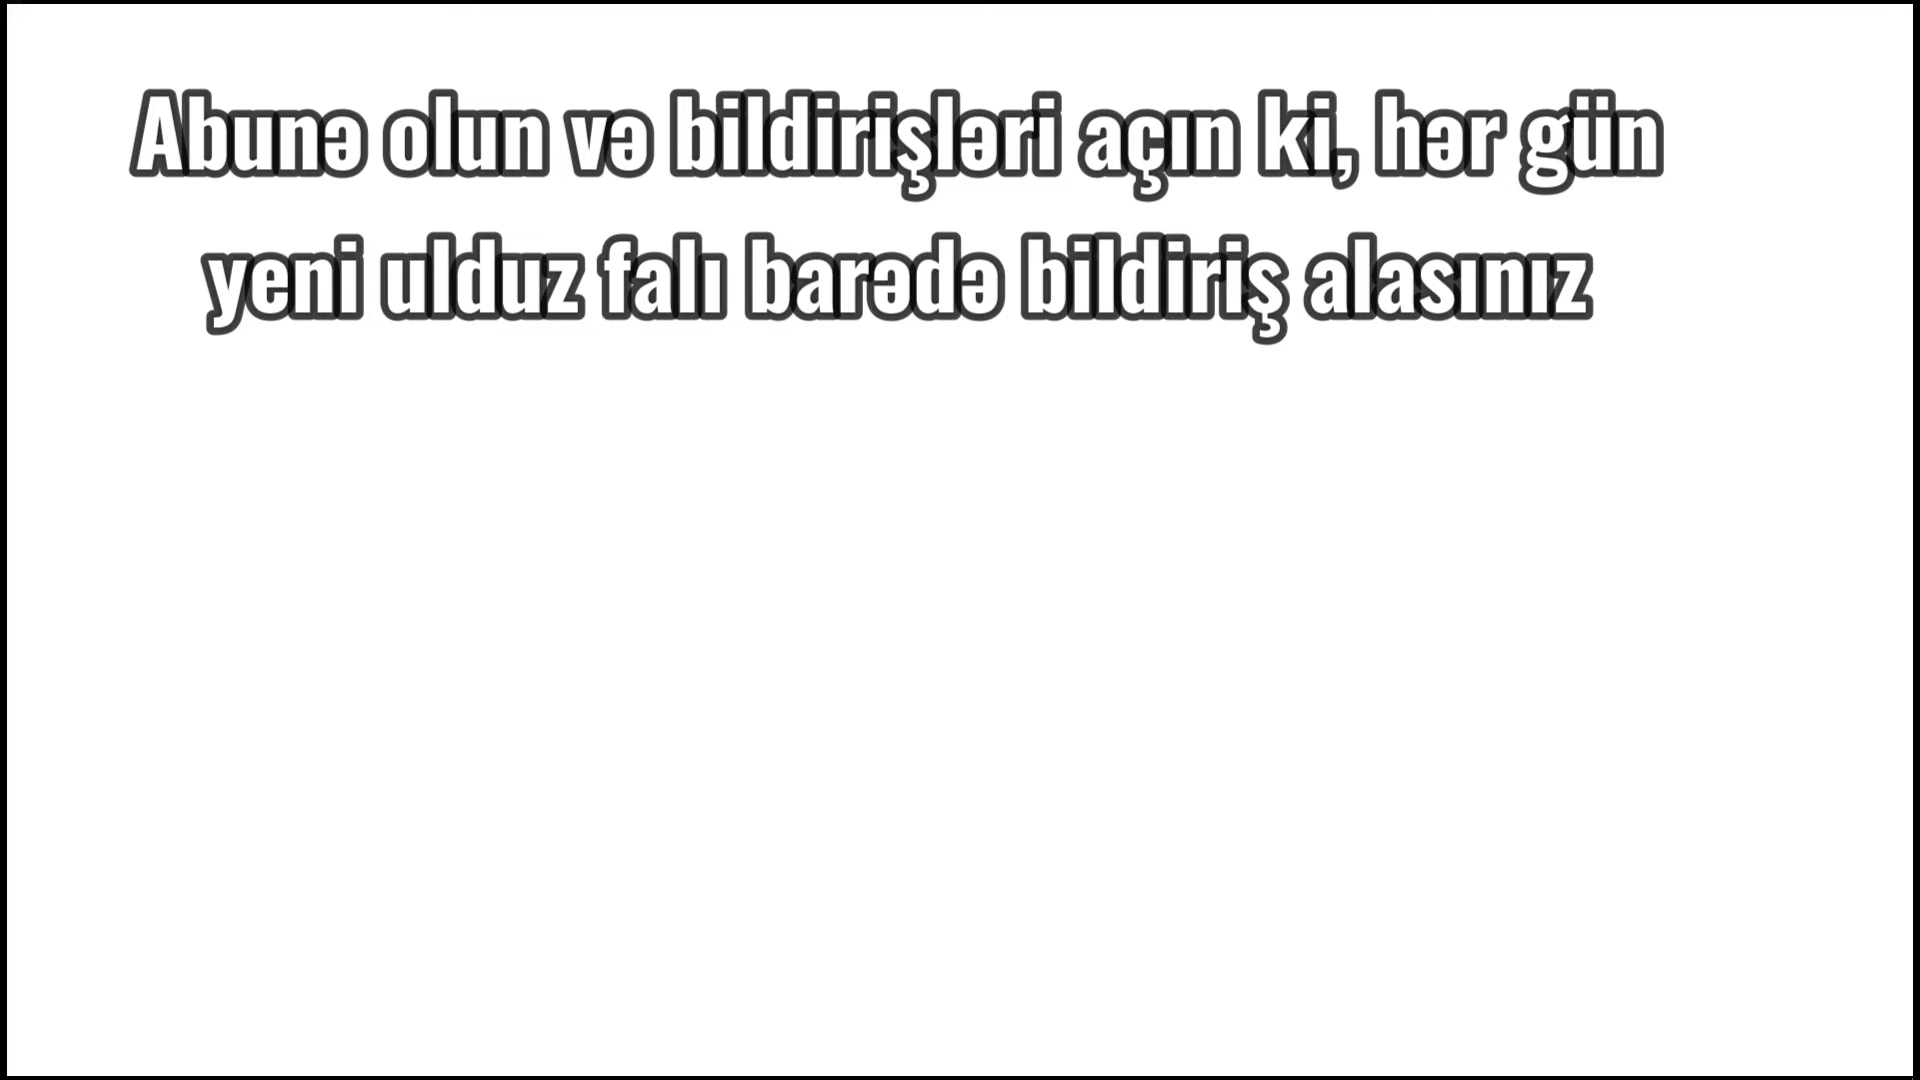 Abunə olun və bildirişləri açın ki, hər gün
yeni ulduz falı barədə bildiriş alasınız